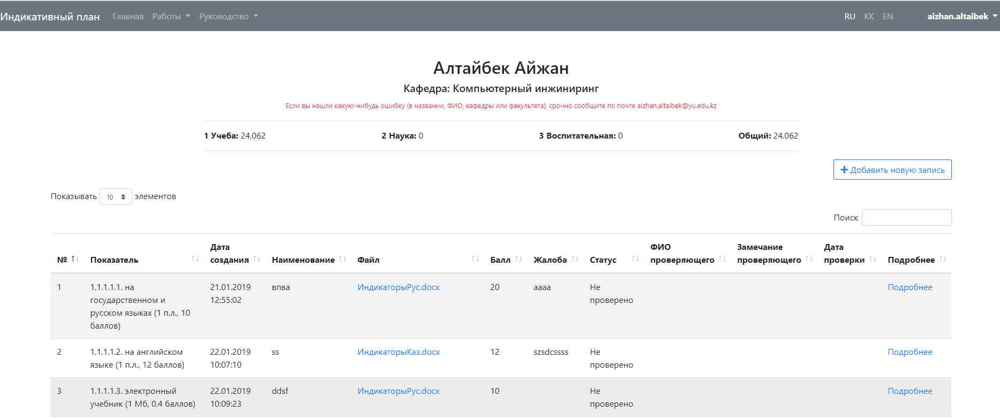 Индикативный план Главная Работы Руководство RU KK EN aizhan.altaibek
Алтайбек Айжан
Кафедра: Компьютерный инжиниринг
Если вы нашли какую-нибудь ошибку (в названии, ФИО, кафедры или факультета), срочно сообщите по почте aizhan.altaibek@yu.edu.kz
1 Учеба: 24,062 2 Наука: 0 3 Воспитательная: 0 Общий: 24.062
+ Добавить новую запись
Показывать 10 элементов
Поиск
№ Показатель Дата создания Наименование Файл Балл Жалоба Статус ФИО проверяющего Замечание проверяющего Дата проверки Подробнее
1 1.1.1.1.1. на 21.01.2019 впва ИндикаторыРус.docx 20 аааа Не Подробнее
государственном и 12:55:02 проверено
русском языках (1 п.л., 10
баллов)
2 1.1.1.1.2. на английском 22.01.2019 ss ИндикаторыКаз.docx 12 szsdcssss Не Подробнее
языке (1 п.л., 12 баллов) 10:07:10 проверено
3 1.1.1.1.3. электронный 22.01.2019 ddsf ИндикаторыРус.docx 10 Не Подробнее
учебник (1 Мб, 0.4 баллов) 10:09:23 проверено